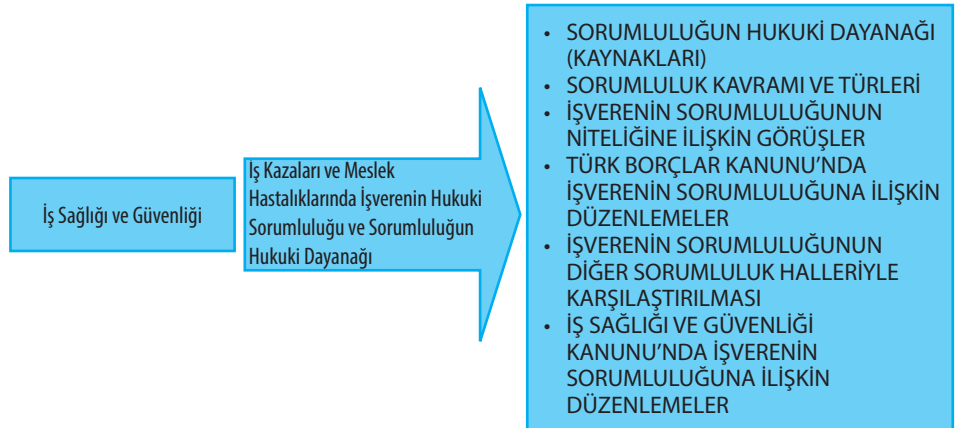 İş Sağlığı ve Güvenliği
İş Kazaları ve Meslek
Hastalıklarında İşverenin Hukuki
Sorumluluğu ve Sorumluluğun
Hukuki Dayanağı
• SORUMLULUĞUN HUKUKİ DAYANAĞI
(KAYNAKLARI)
• SORUMLULUK KAVRAMI VE TÜRLERİ
• İŞVERENİN SORUMLULUĞUNUN
NİTELİĞİNE İLİŞKİN GÖRÜŞLER
• TÜRK BORÇLAR KANUNU’NDA
İŞVERENİN SORUMLULUĞUNA İLİŞKİN
DÜZENLEMELER
• İŞVERENİN SORUMLULUĞUNUN
DİĞER SORUMLULUK HALLERİYLE
KARŞILAŞTIRILMASI
• İŞ SAĞLIĞI VE GÜVENLİĞİ
KANUNU’NDA İŞVERENİN
SORUMLULUĞUNA İLİŞKİN
DÜZENLEMELER